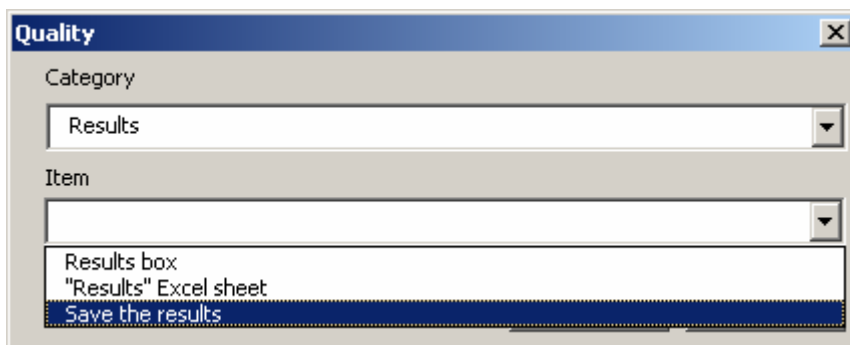 Quality
Category
Results
Item
Results box
"Results" Excel sheet
Save the results